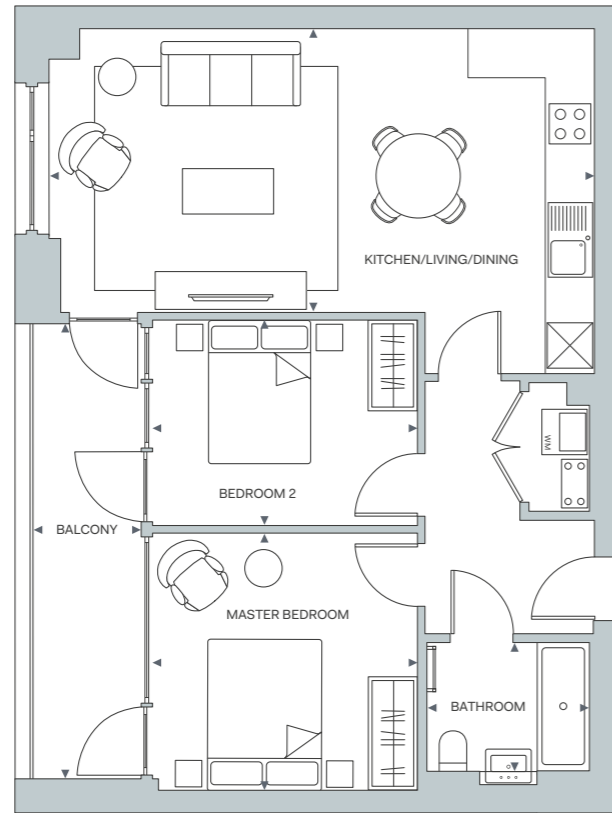 KITCHEN/LIVING/DINING
WM
BEDROOM 2
BALCONY
MASTER BEDROOM
BATHROOM